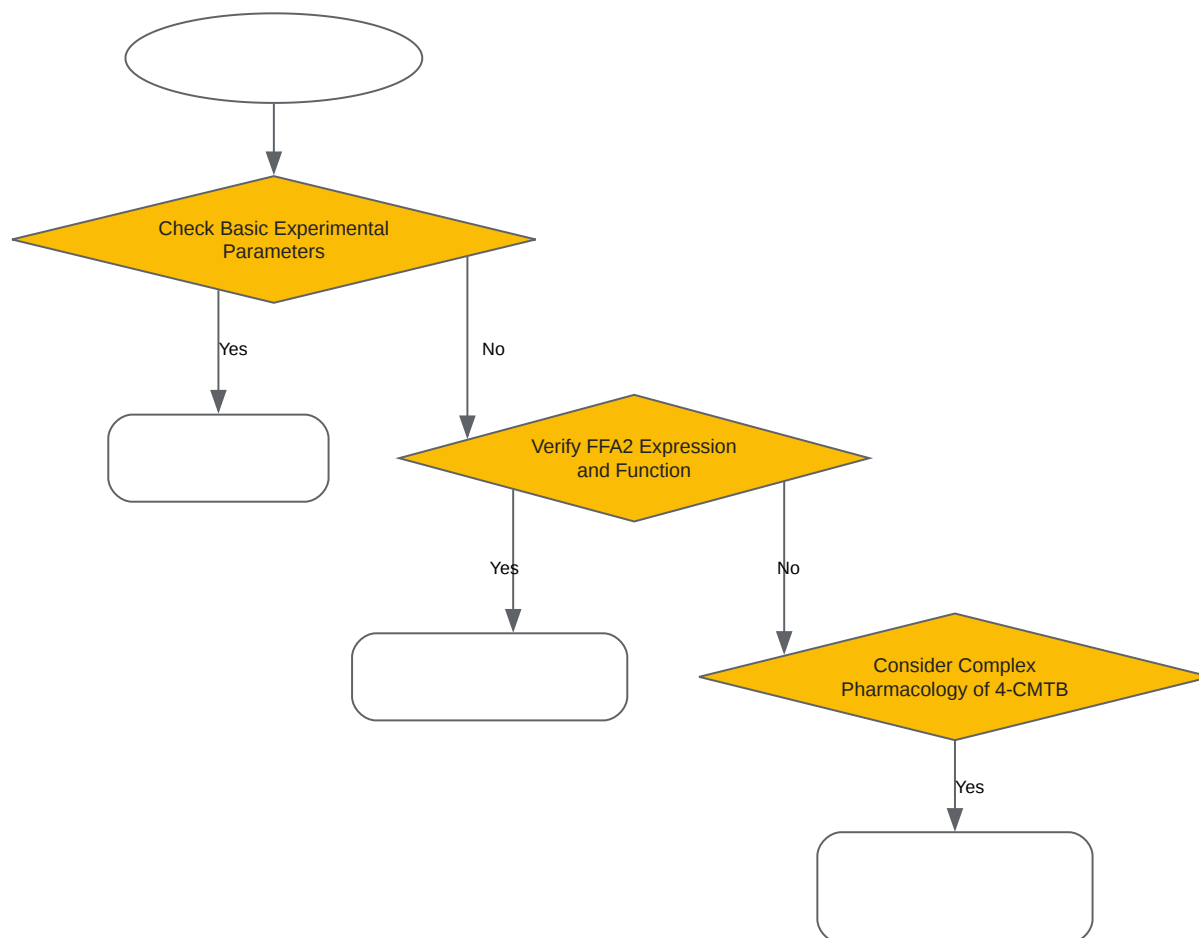 Check Basic Experimental
Parameters
Yes
No
Verify FFA2 Expression
and Function
Yes
No
Consider Complex
Pharmacology of 4-CMTB
Yes